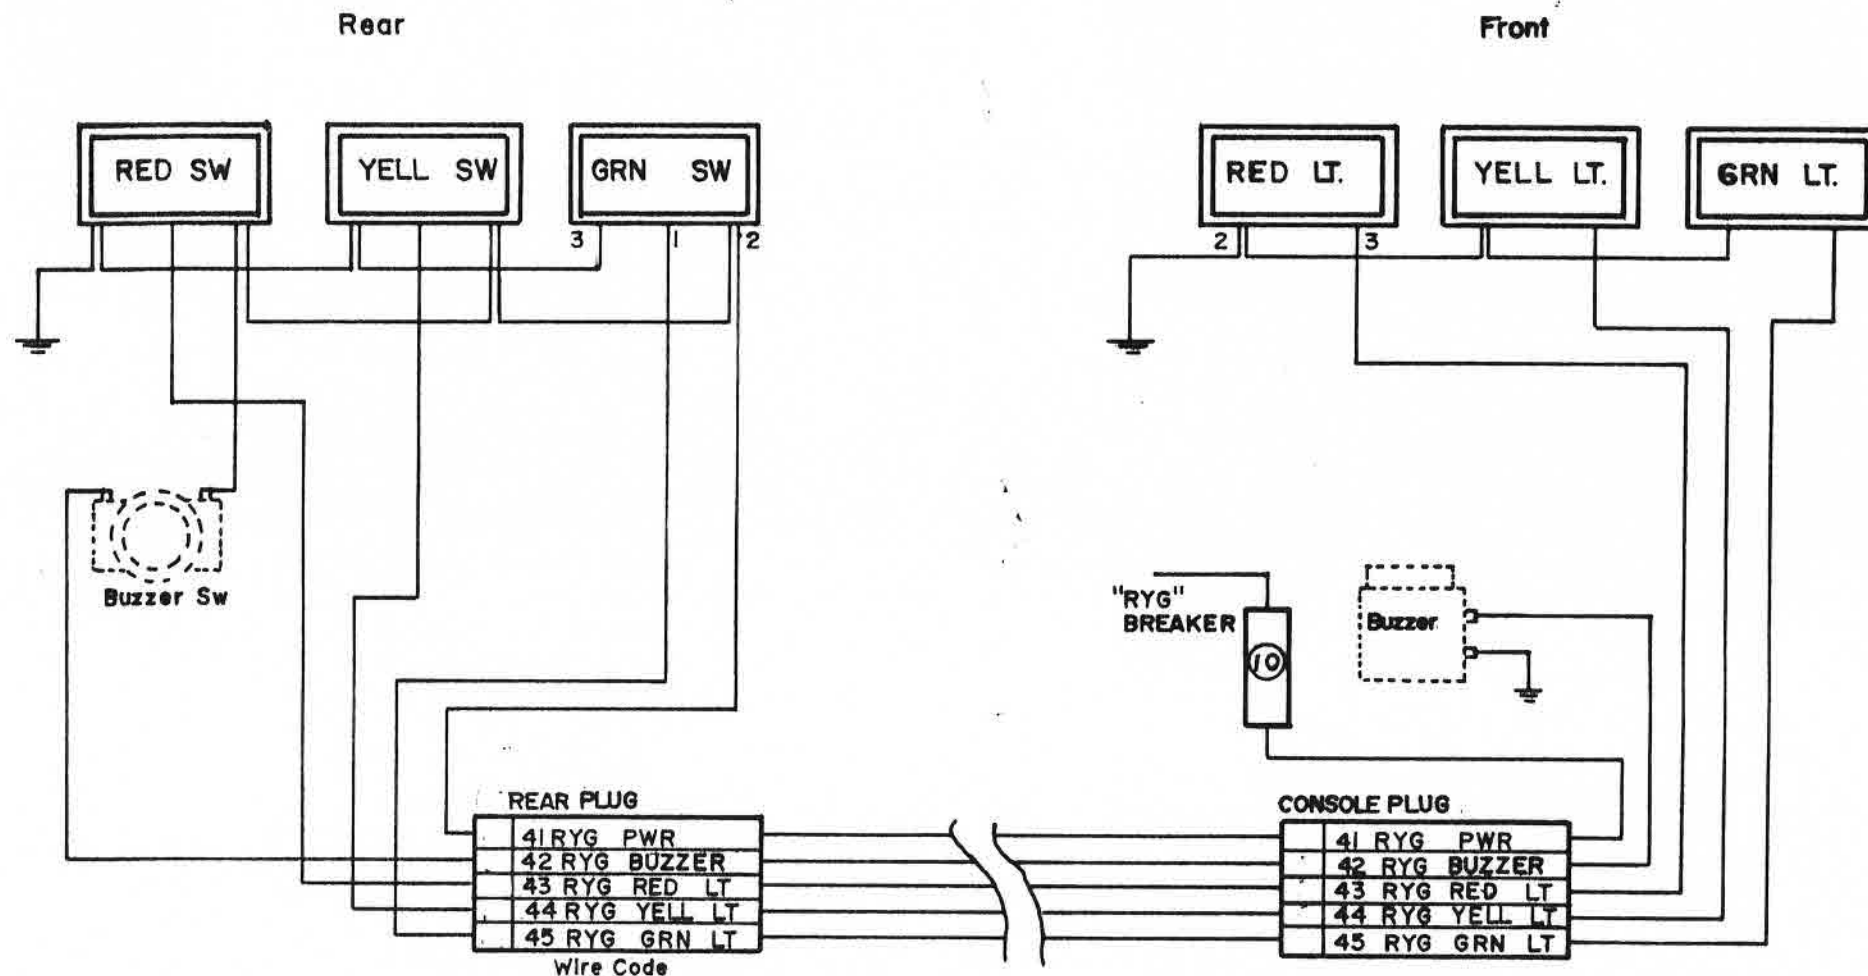 Rear
Front
RED SW
YELL SW
GRN SW
RED LT.
YELL LT.
GRN LT.
3
1
2
2
3
Buzzer Sw
"RYG"
BREAKER
10
Buzzer
REAR PLUG
41 RYG PWR
42 RYG BUZZER
43 RYG RED LT
44 RYG YELL LT
45 RYG GRN LT
Wire Code
CONSOLE PLUG
41 RYG PWR
42 RYG BUZZER
43 RYG RED LT
44 RYG YELL LT
45 RYG GRN LT